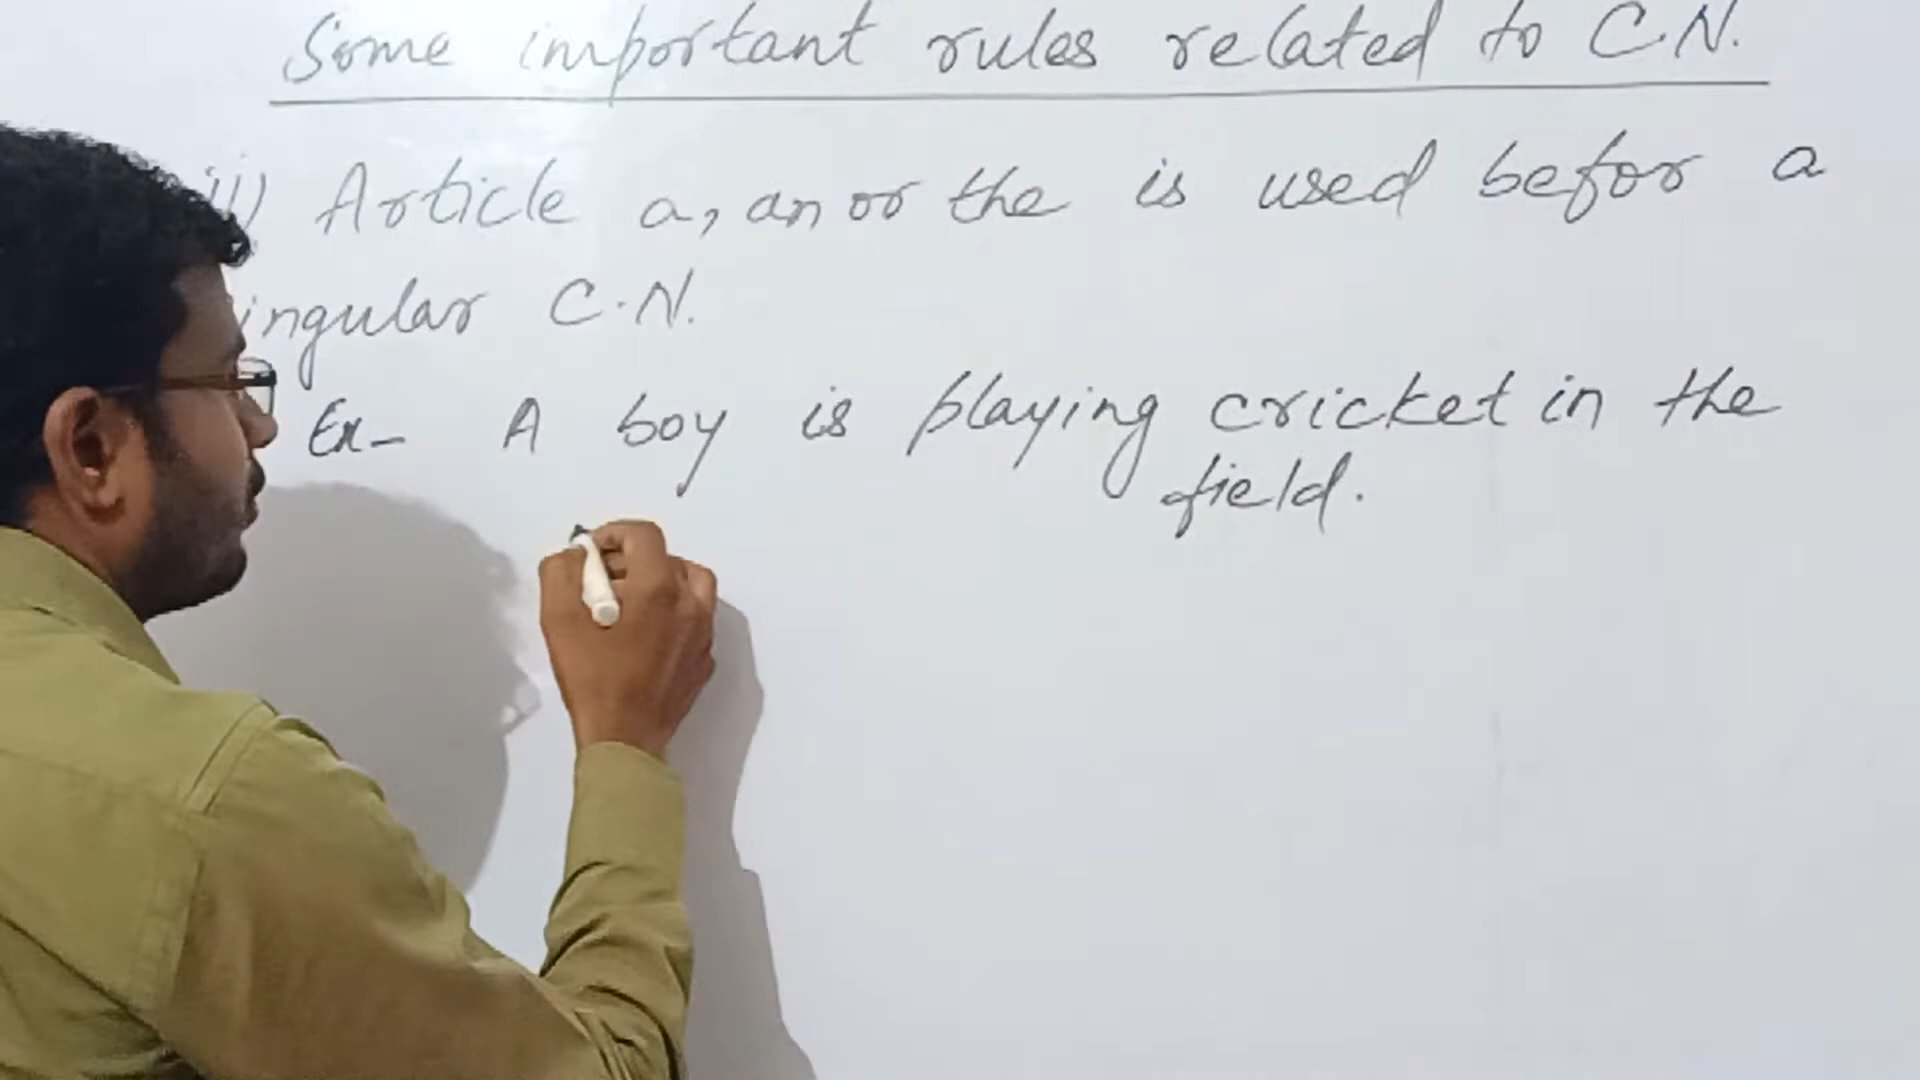 Some important rules related to C.N.
ii) Article a, an or the is used befor a
ingular C.N.
Ex- A boy is playing cricket in the
field.